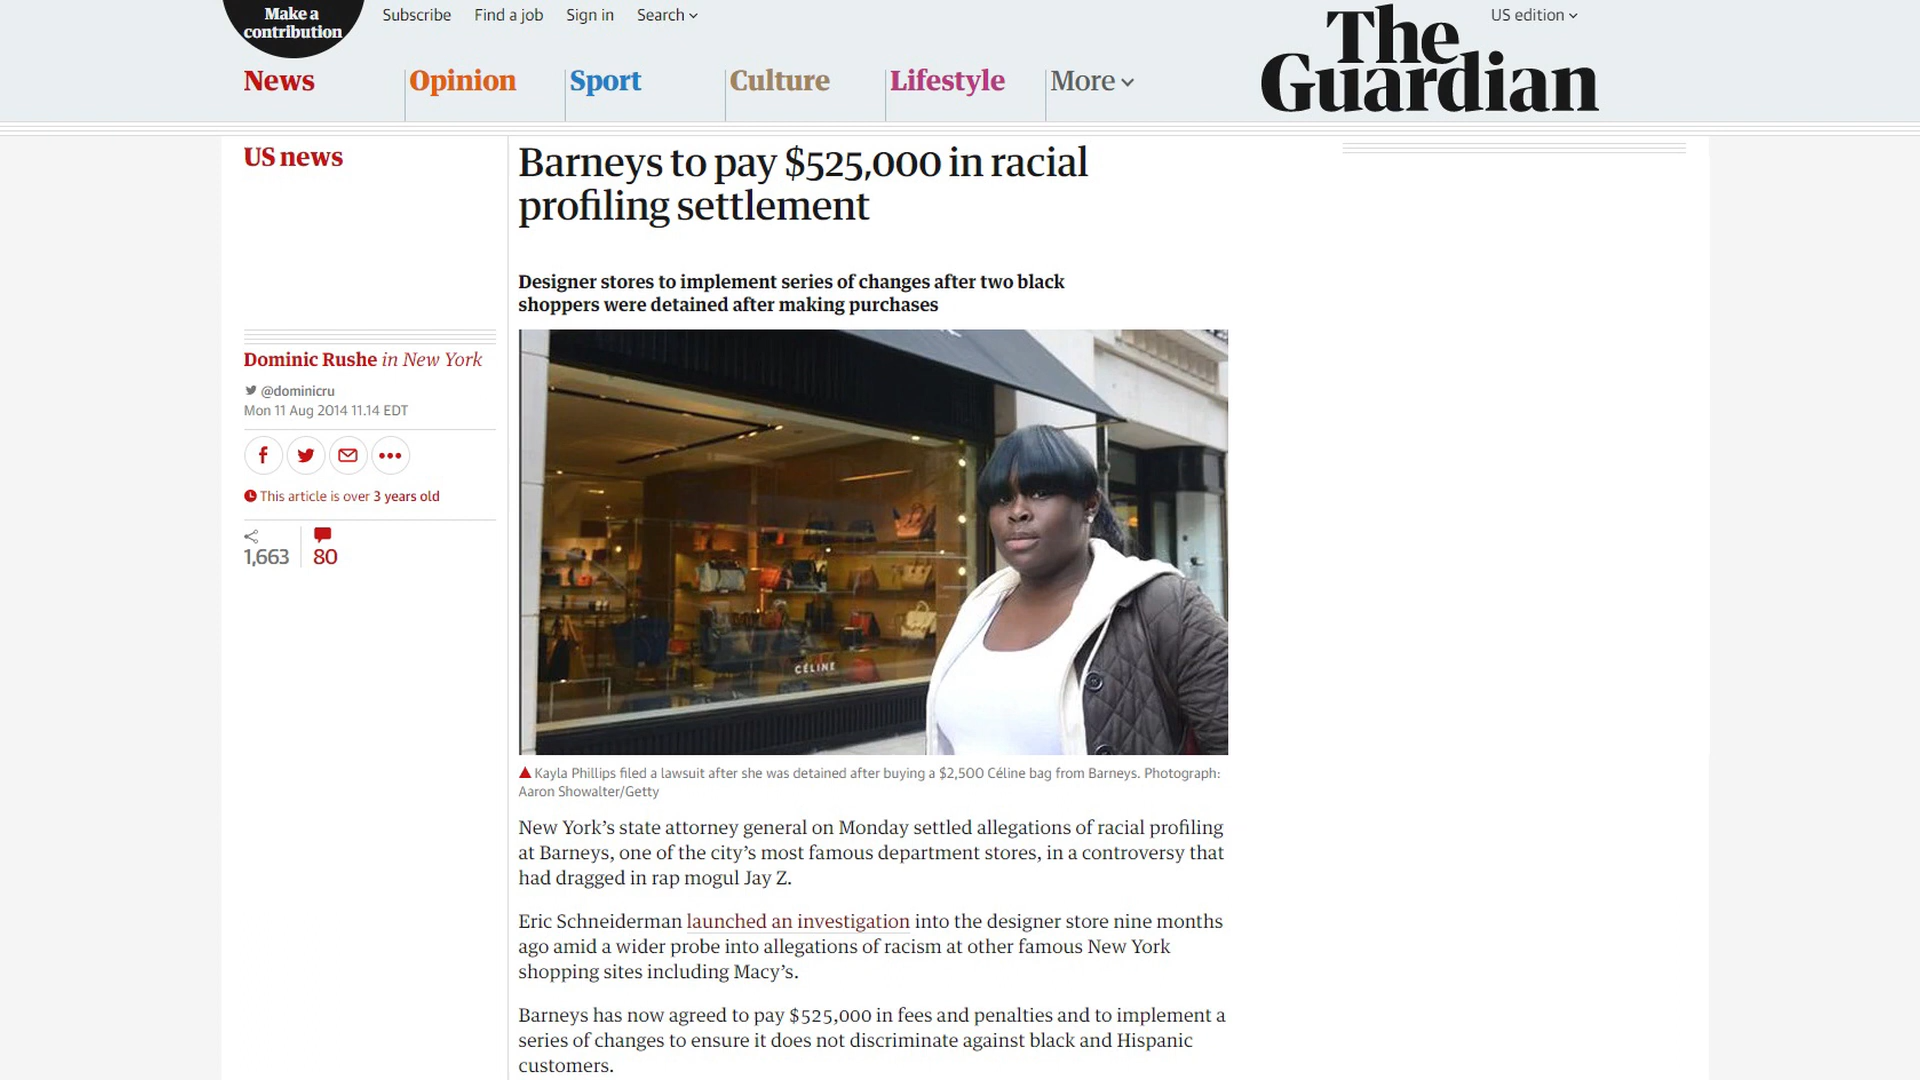 Make a
contribution
Subscribe
Find a job
Sign in
Search
US edition
The
Guardian
News
Opinion
Sport
Culture
Lifestyle
More
US news
Barneys to pay $525,000 in racial
profiling settlement
Designer stores to implement series of changes after two black
shoppers were detained after making purchases
Dominic Rushe in New York
@dominicru
Mon 11 Aug 2014 11.14 EDT
This article is over 3 years old
1,663
80
CÉLINE
Kayla Phillips filed a lawsuit after she was detained after buying a $2,500 Céline bag from Barneys. Photograph:
Aaron Showalter/Getty
New York’s state attorney general on Monday settled allegations of racial profiling
at Barneys, one of the city’s most famous department stores, in a controversy that
had dragged in rap mogul Jay Z.
Eric Schneiderman launched an investigation into the designer store nine months
ago amid a wider probe into allegations of racism at other famous New York
shopping sites including Macy’s.
Barneys has now agreed to pay $525,000 in fees and penalties and to implement a
series of changes to ensure it does not discriminate against black and Hispanic
customers.